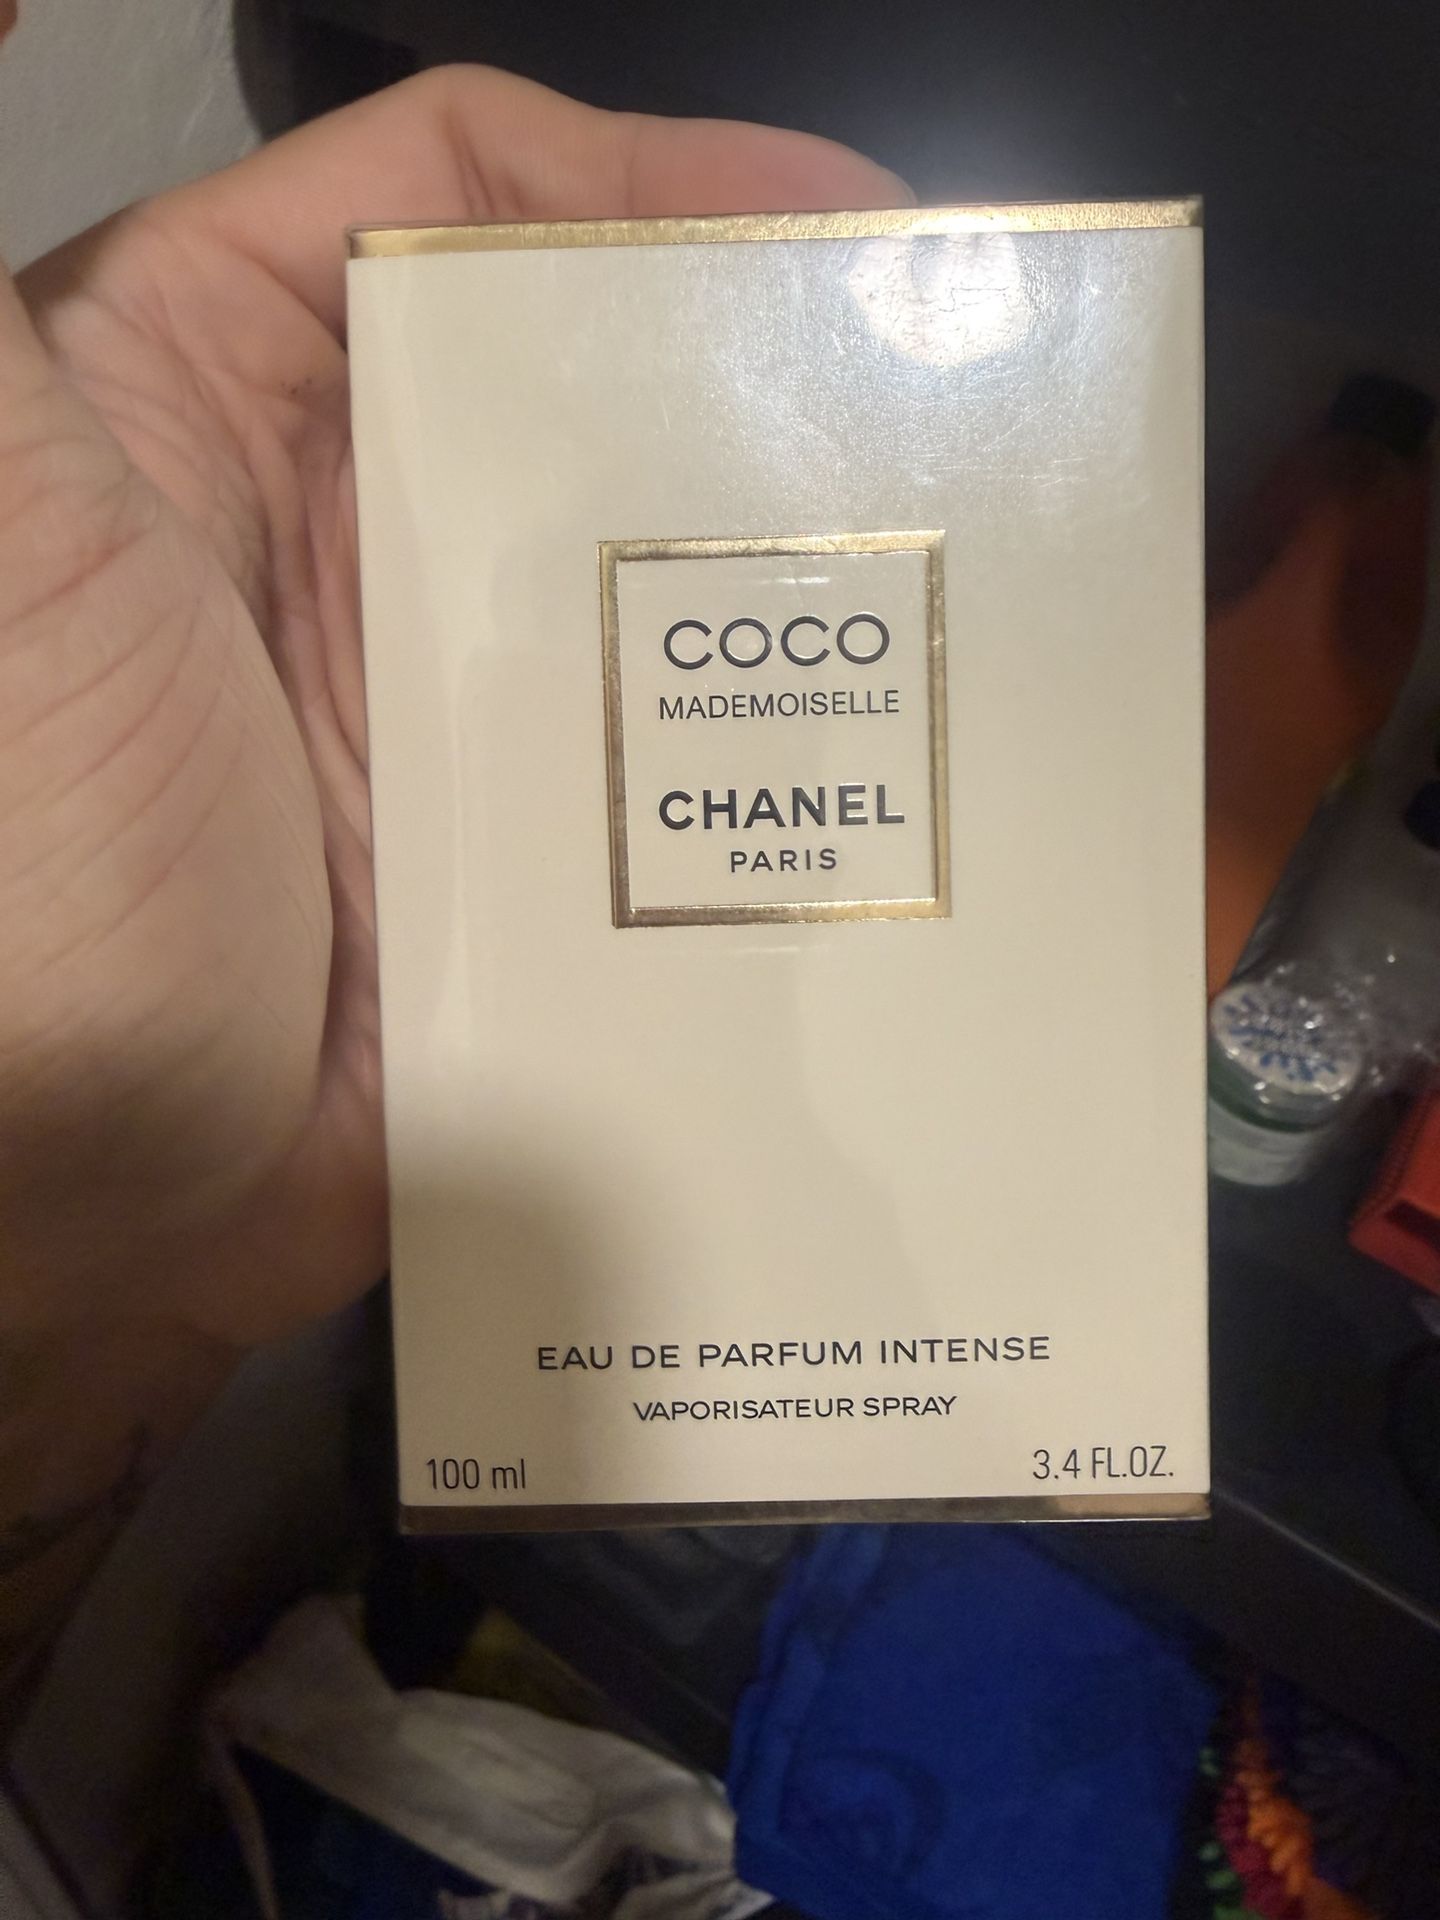 COCO
MADEMOISELLE
CHANEL
PARIS
EAU DE PARFUM INTENSE
VAPORISATEUR SPRAY
100 ml 3.4 FL.OZ.